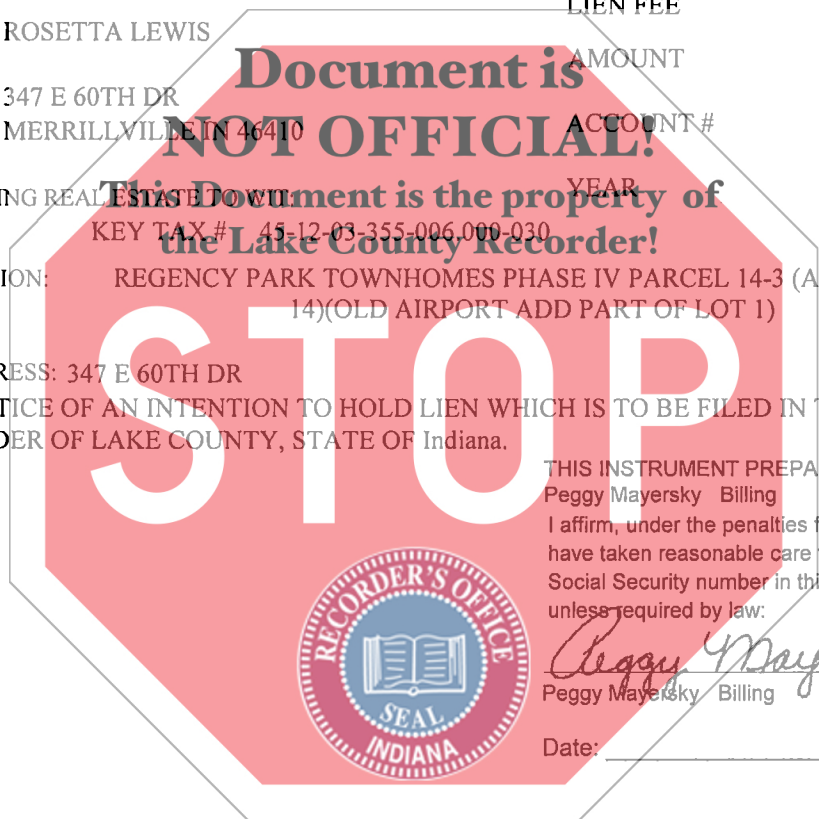 LIEN FEE
ROSETTA LEWIS
AMOUNT
Document is
347 E 60TH DR
MERRILLVILLE IN 46410
ACCOUNT #
NOT OFFICIAL!
NG REAL ESTATE TO WIT:
YEAR
This Document is the property of
KEY TAX # 45-12-03-355-006.000-030
the Lake County Recorder!
ION: REGENCY PARK TOWNHOMES PHASE IV PARCEL 14-3 (A
14)(OLD AIRPORT ADD PART OF LOT 1)
STOP
RESS: 347 E 60TH DR
TICE OF AN INTENTION TO HOLD LIEN WHICH IS TO BE FILED IN
DER OF LAKE COUNTY, STATE OF Indiana.
THIS INSTRUMENT PREPA
Peggy Mayersky Billing
I affirm, under the penalties f
have taken reasonable care
Social Security number in thi
unless required by law:
Peggy May
Peggy Mayersky Billing
Date:
RECORDER'S OFFICE
SEAL
INDIANA